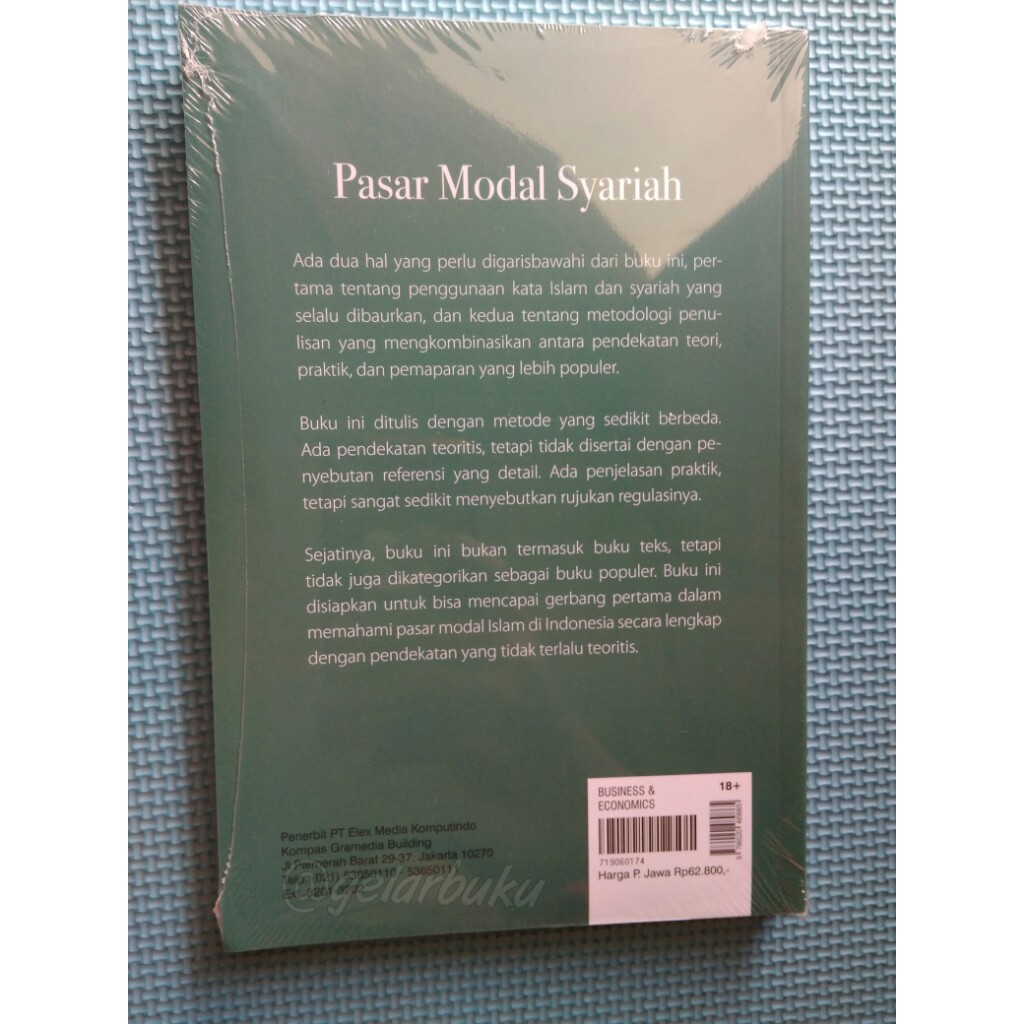 Pasar Modal Syariah
Ada dua hal yang perlu digarisbawahi dari buku ini, per-
tama tentang penggunaan kata Islam dan syariah yang
selalu dibaurkan, dan kedua tentang metodologi penu-
lisan yang mengkombinasikan antara pendekatan teori,
praktik, dan pemaparan yang lebih populer.
Buku ini ditulis dengan metode yang sedikit berbeda.
Ada pendekatan teoritis, tetapi tidak disertai dengan pe-
nyebutan referensi yang detail. Ada penjelasan praktik,
tetapi sangat sedikit menyebutkan rujukan regulasinya.
Sejatinya, buku ini bukan termasuk buku teks, tetapi
tidak juga dikategorikan sebagai buku populer. Buku ini
disiapkan untuk bisa mencapai gerbang pertama dalam
memahami pasar modal Islam di Indonesia secara lengkap
dengan pendekatan yang tidak terlalu teoritis.
Penerbit PT Elex Media Komputindo
Kompas Gramedia Building
Jl Palmerah Barat 29-37, Jakarta 10270
Telp. (021) 53650110 - 53650111
@gelarbuku
BUSINESS &
ECONOMICS
18+
719060174
Harga P. Jawa Rp62.800,-